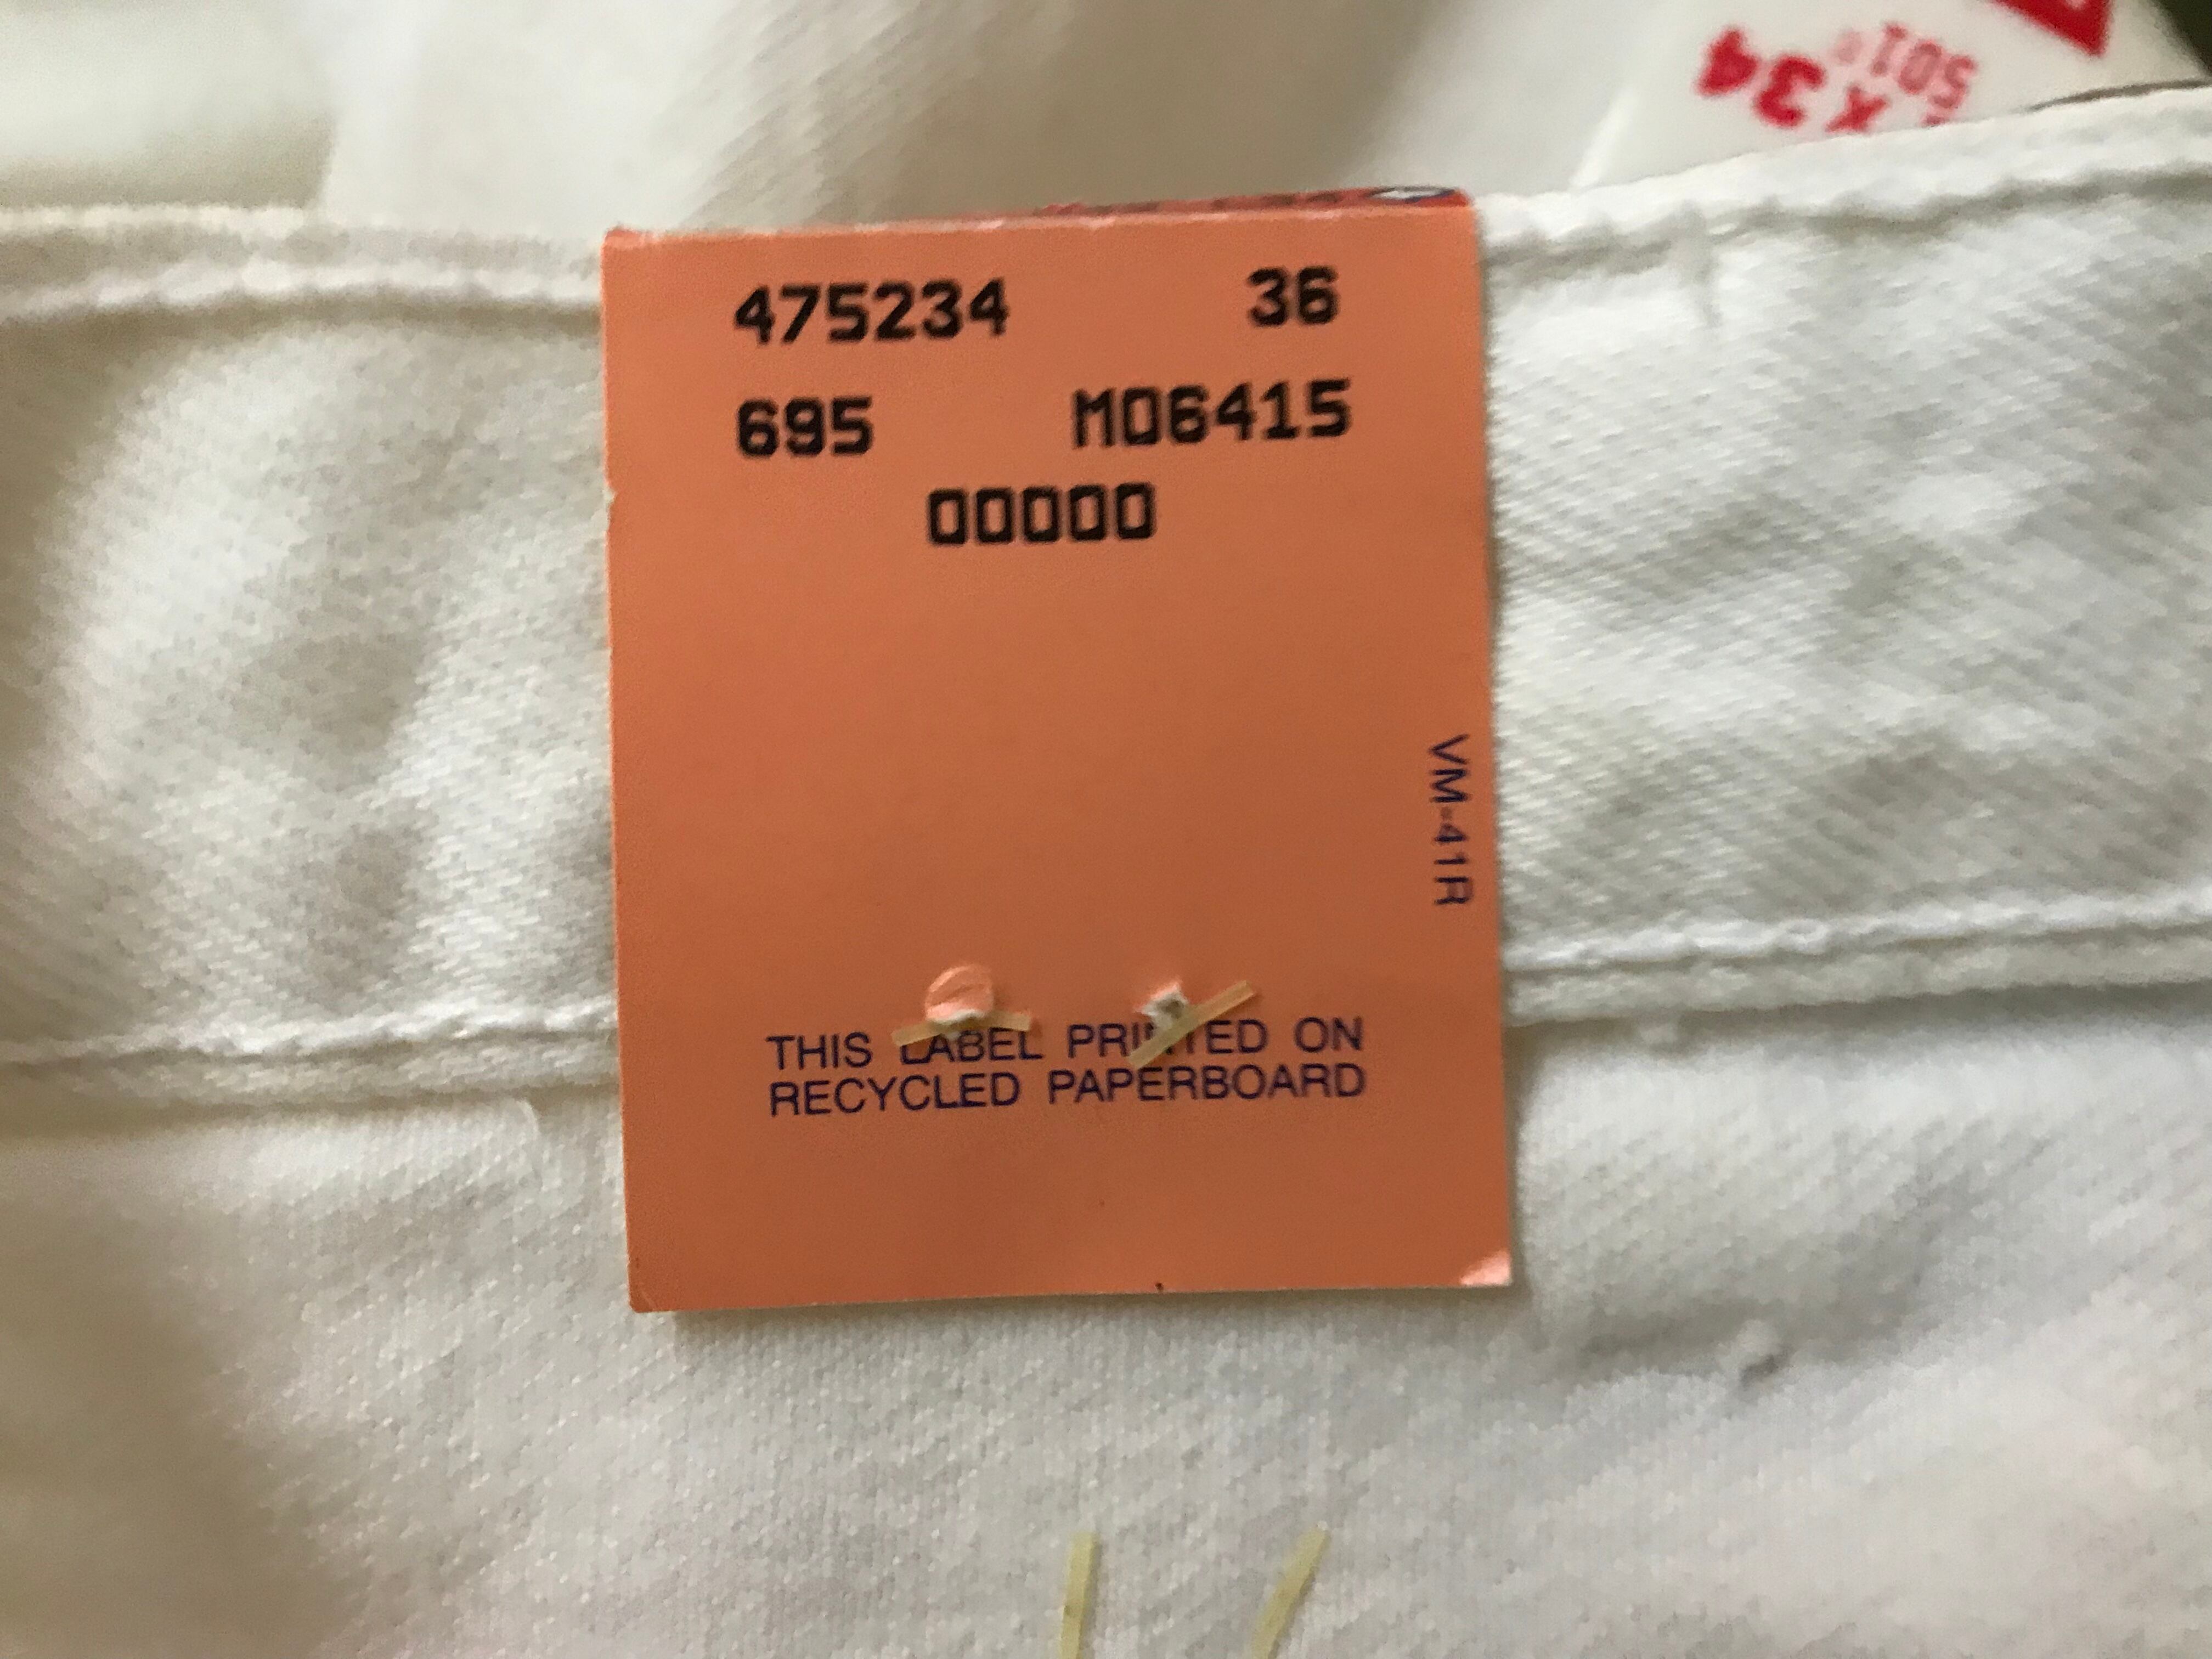 501®
x 34
475234 36
695 M06415
00000
VM-41R
THIS LABEL PRINTED ON
RECYCLED PAPERBOARD